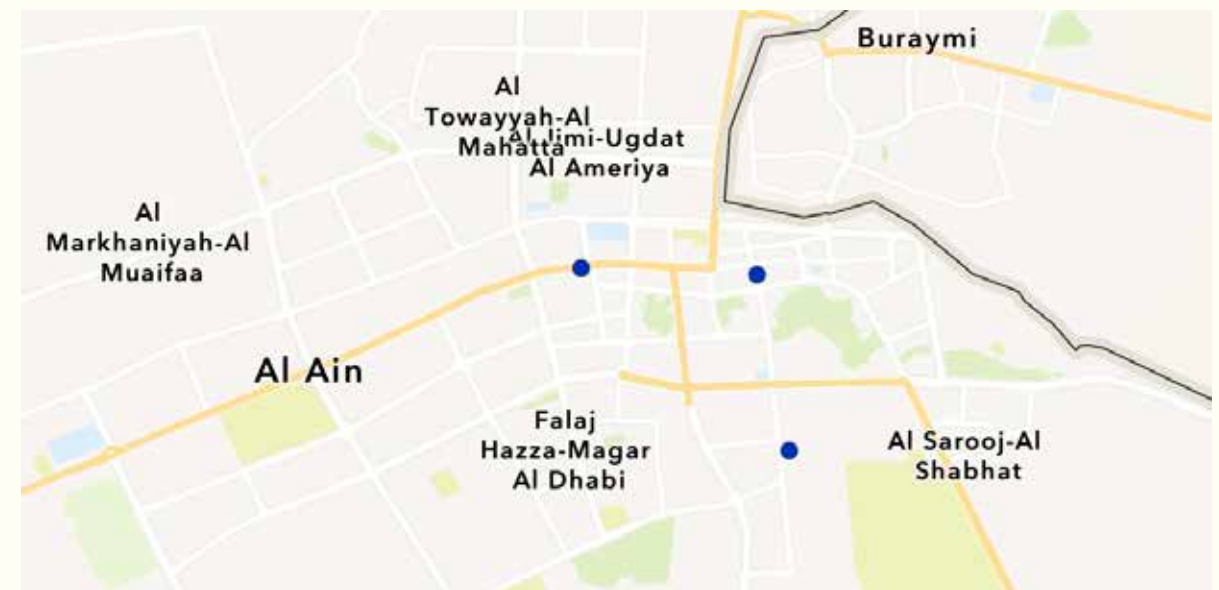 Buraymi
Al
Towayyah-Al
Mahatta
Al Jimi-Ugdat
Al Ameriya
Al
Markhaniyah-Al
Muaifaa
Al Ain
Falaj
Hazza-Magar
Al Dhabi
Al Sarooj-Al
Shabhat